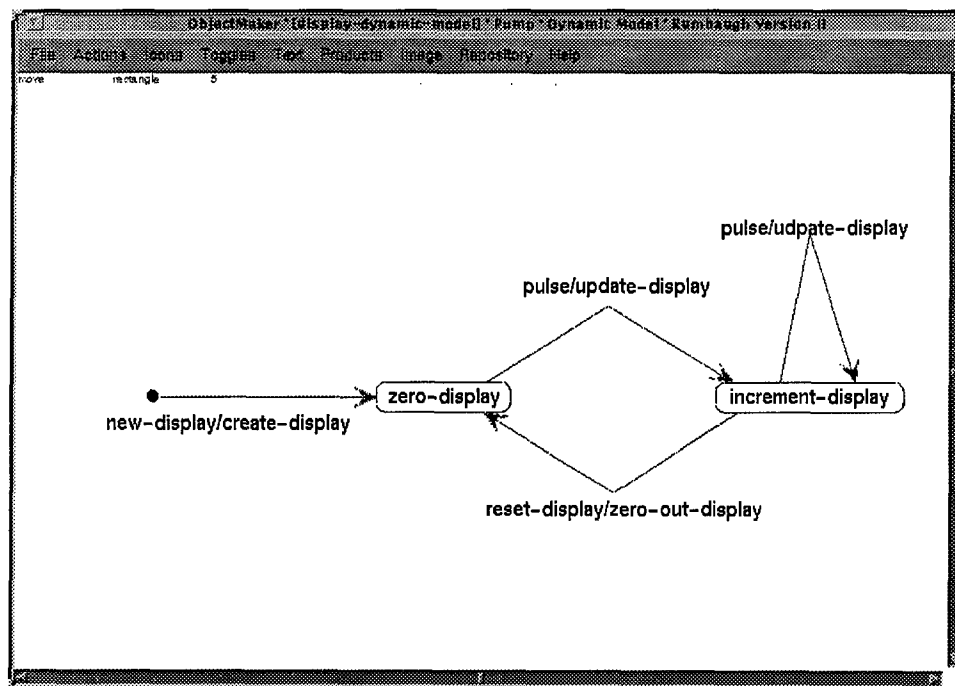 ObjectMaker * [display-dynamic-model] * Pump * Dynamic Model * Rumbaugh Version II
File Actions Icons Toggles Text Products Image Repository Help
move rectangle 5
pulse/udpate-display
pulse/update-display
zero-display
increment-display
new-display/create-display
reset-display/zero-out-display